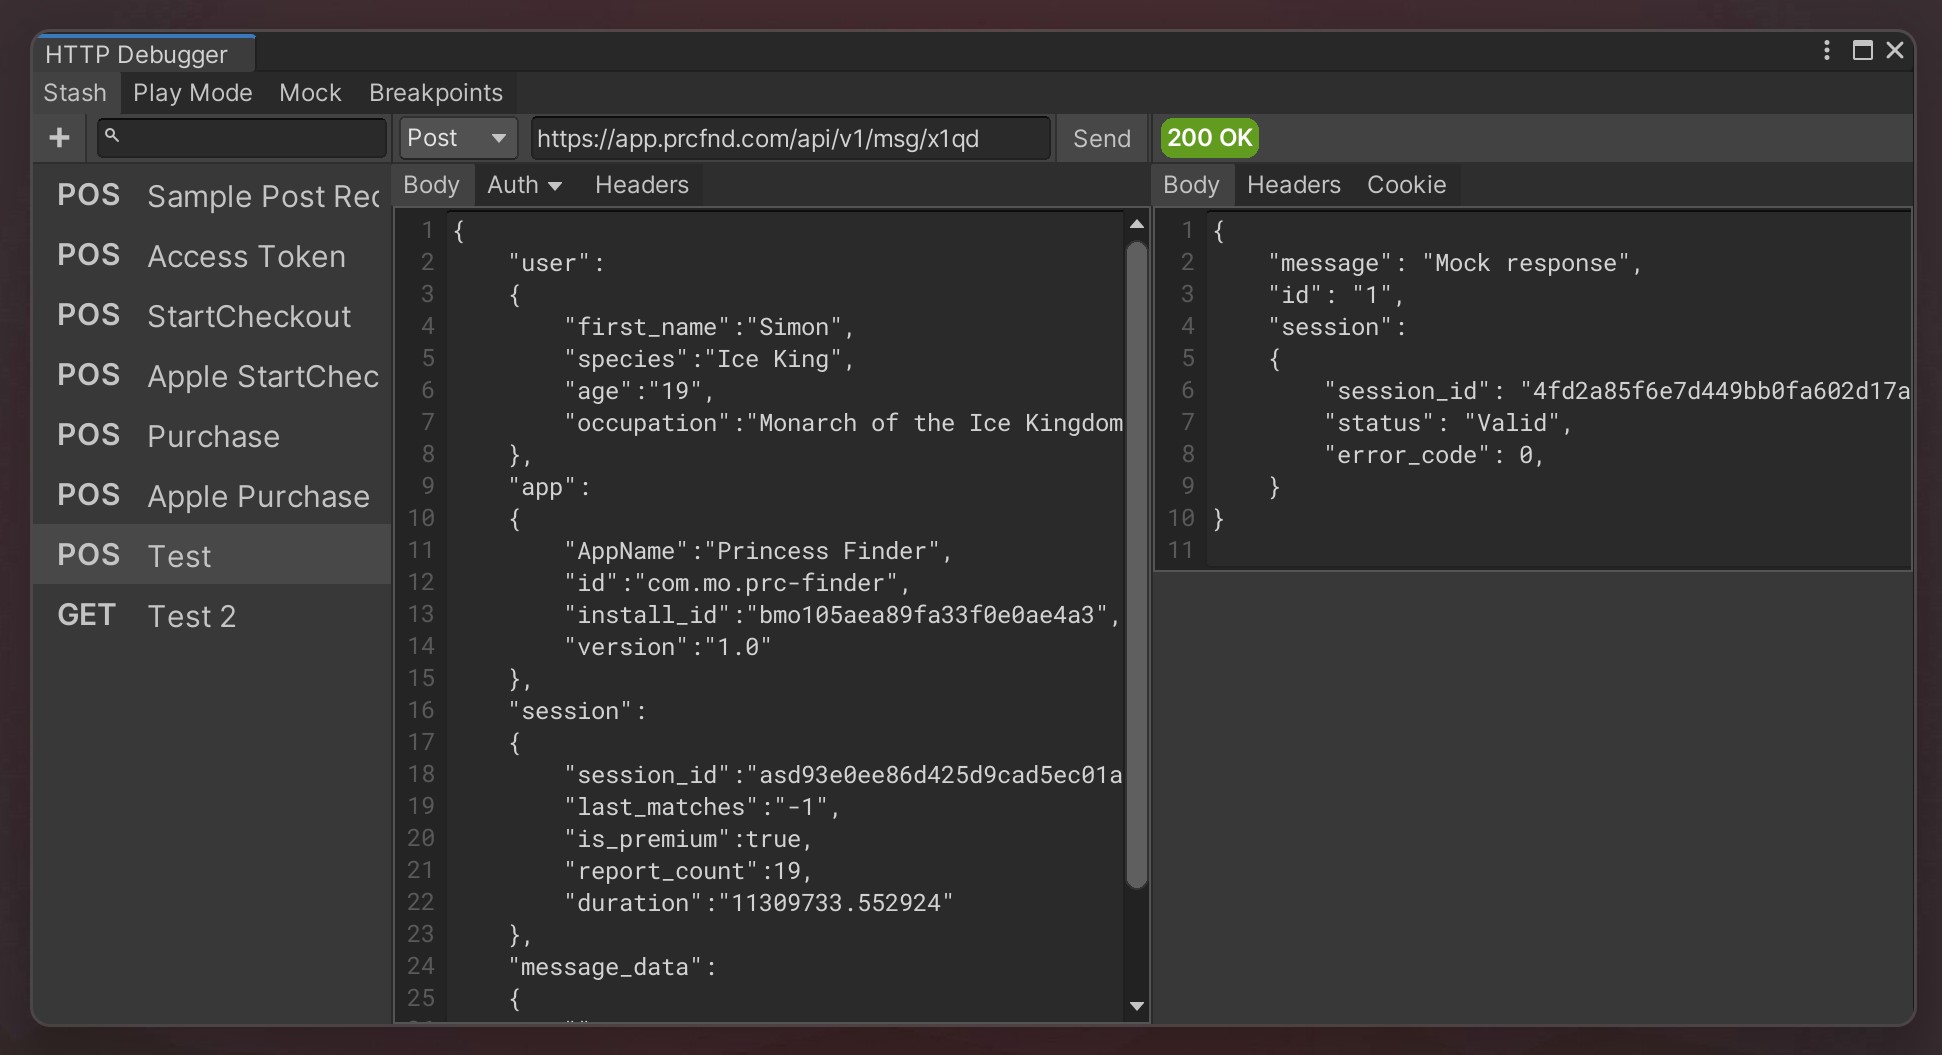 HTTP Debugger
Stash Play Mode Mock Breakpoints
+ Post https://app.prcfnd.com/api/v1/msg/x1qd Send 200 OK
POS Sample Post Rec
POS Access Token
POS StartCheckout
POS Apple StartChec
POS Purchase
POS Apple Purchase
POS Test
GET Test 2
Body Auth Headers
1 {
2 "user":
3 {
4 "first_name":"Simon",
5 "species":"Ice King",
6 "age":"19",
7 "occupation":"Monarch of the Ice Kingdom
8 },
9 "app":
10 {
11 "AppName":"Princess Finder",
12 "id":"com.mo.prc-finder",
13 "install_id":"bmo105aea89fa33f0e0ae4a3",
14 "version":"1.0"
15 },
16 "session":
17 {
18 "session_id":"asd93e0ee86d425d9cad5ec01a
19 "last_matches":"-1",
20 "is_premium":true,
21 "report_count":19,
22 "duration":"11309733.552924"
23 },
24 "message_data":
25 {
Body Headers Cookie
1 {
2 "message": "Mock response",
3 "id": "1",
4 "session":
5 {
6 "session_id": "4fd2a85f6e7d449bb0fa602d17a
7 "status": "Valid",
8 "error_code": 0,
9 }
10 }
11